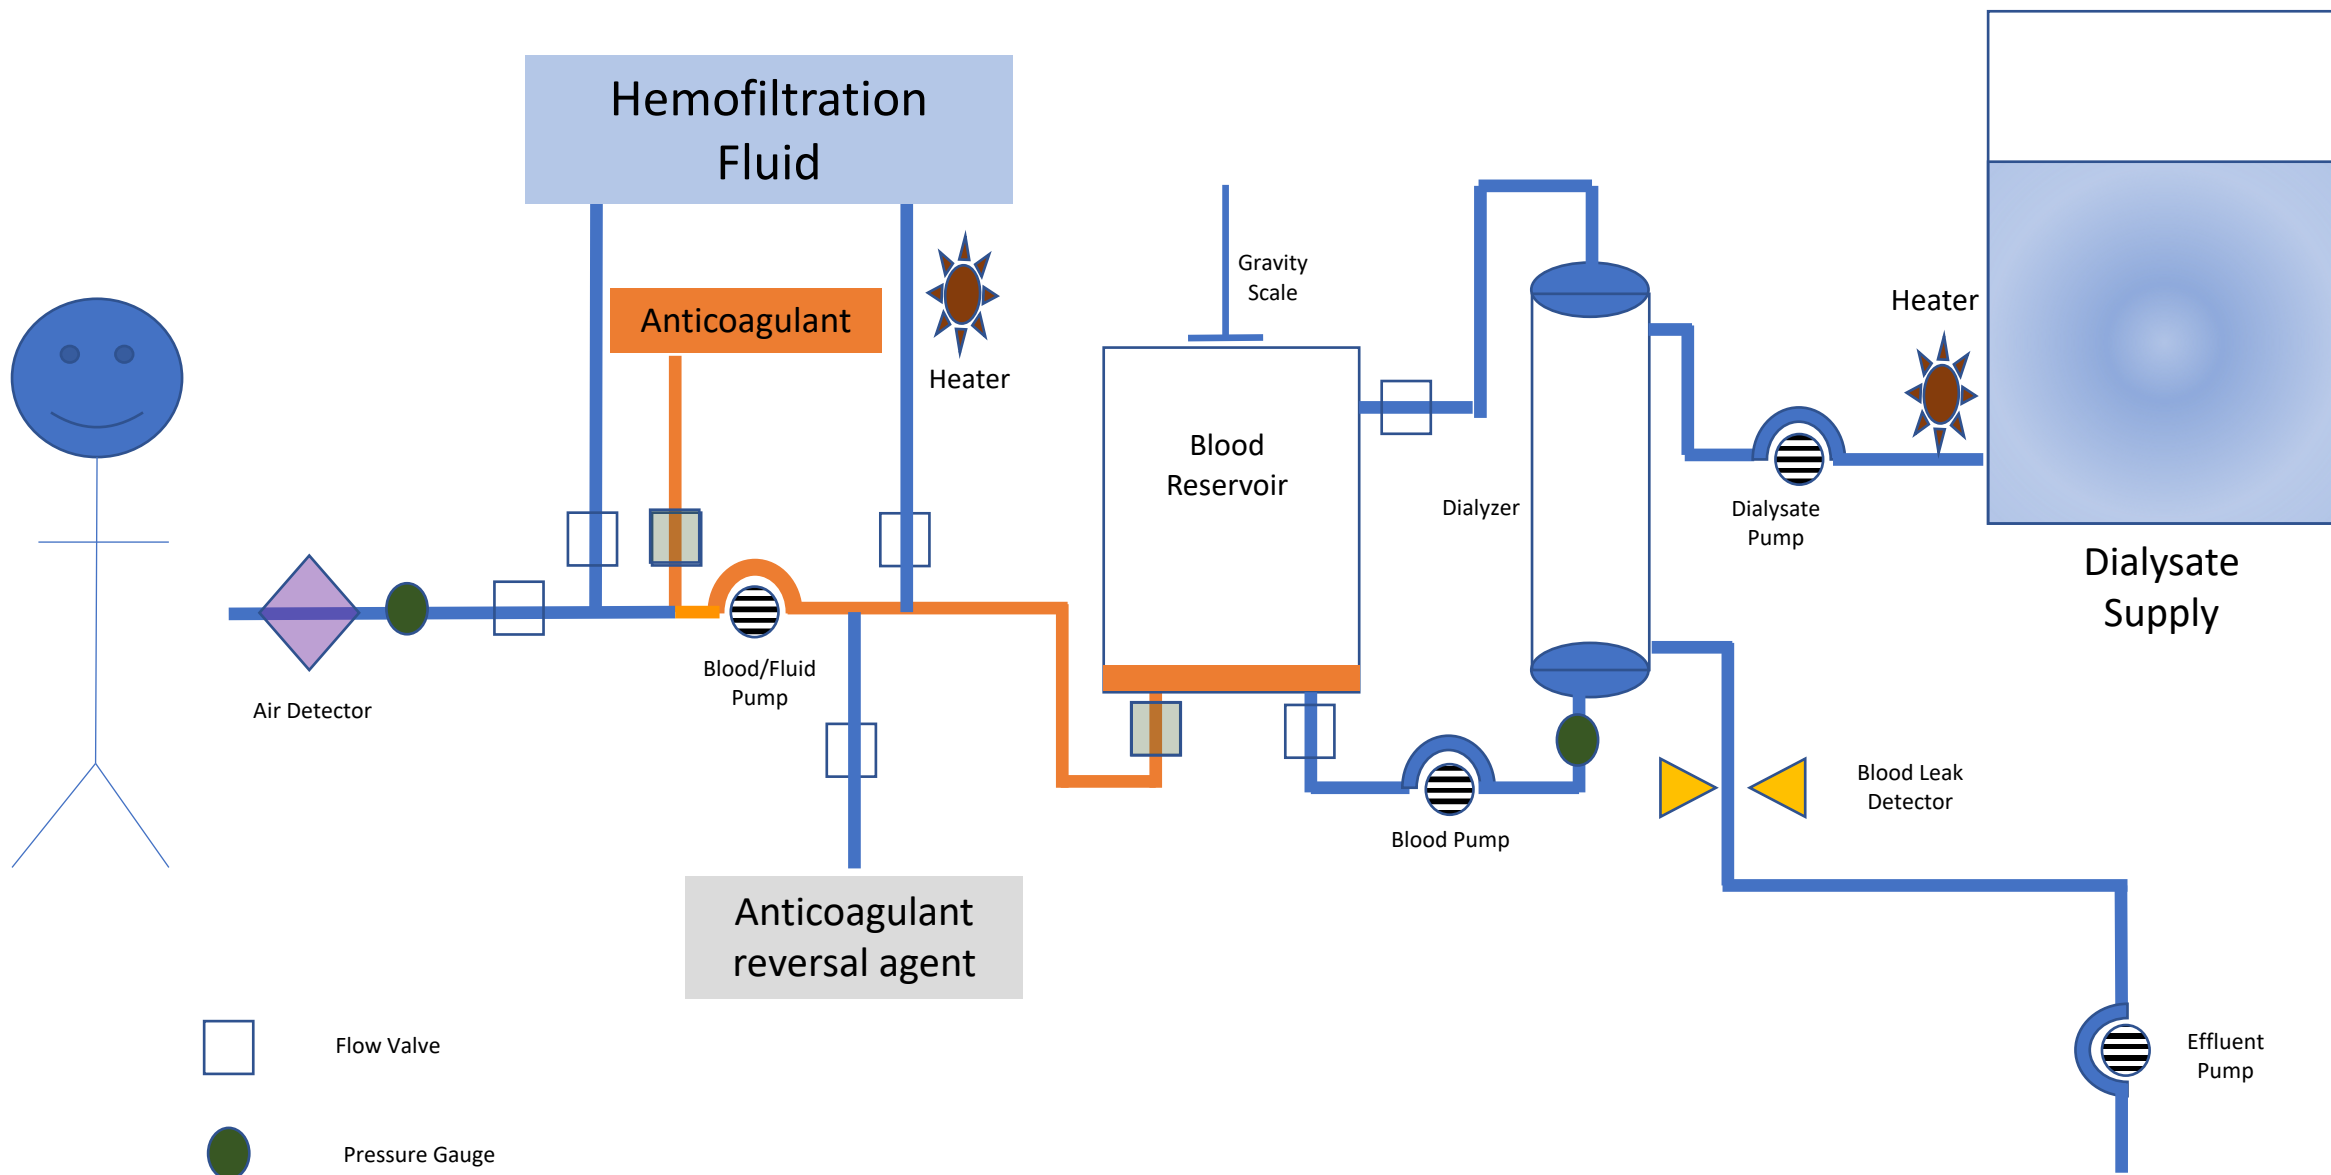 Hemofiltration
Fluid
Anticoagulant
Heater
Gravity
Scale
Blood
Reservoir
Dialyzer
Heater
Dialysate
Pump
Dialysate
Supply
Air Detector
Blood/Fluid
Pump
Blood Pump
Blood Leak
Detector
Anticoagulant
reversal agent
Effluent
Pump
Flow Valve
Pressure Gauge